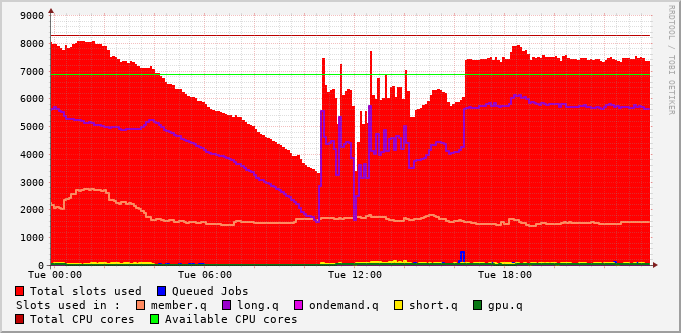 9000
8000
7000
6000
5000
4000
3000
2000
1000
0
Tue 00:00 Tue 06:00 Tue 12:00 Tue 18:00
RRDTOOL / TOBI OETIKER
Total slots used Queued Jobs
Slots used in : member.q long.q ondemand.q short.q gpu.q
Total CPU cores Available CPU cores